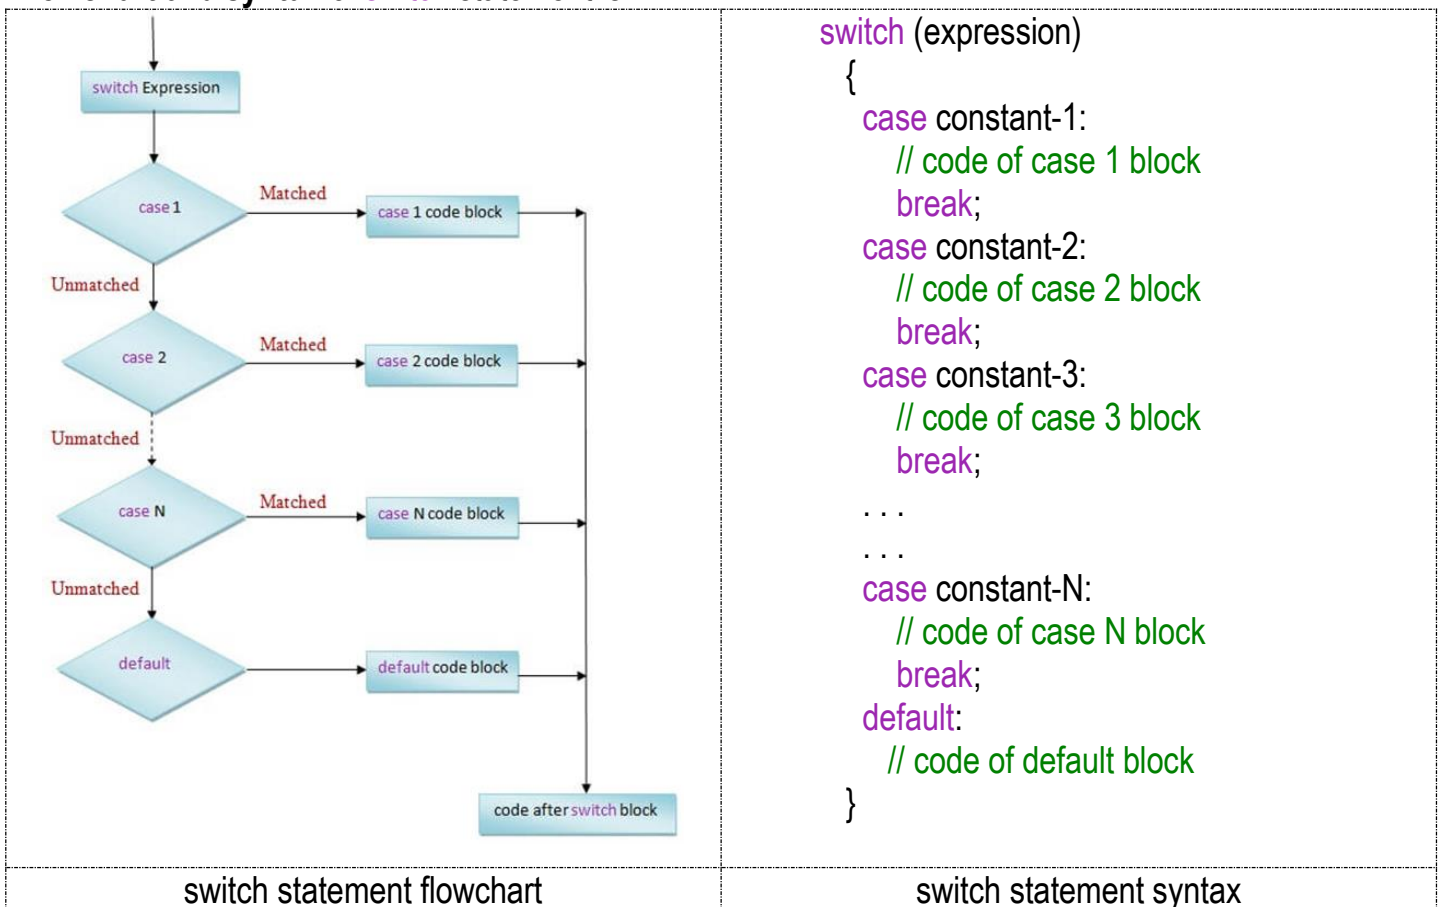 switch Expression
case 1
Matched
case 1 code block
Unmatched
case 2
Matched
case 2 code block
Unmatched
case N
Matched
case N code block
Unmatched
default
default code block
code after switch block
switch statement flowchart
switch (expression)
{
case constant-1:
// code of case 1 block
break;
case constant-2:
// code of case 2 block
break;
case constant-3:
// code of case 3 block
break;
. . .
. . .
case constant-N:
// code of case N block
break;
default:
// code of default block
}
switch statement syntax